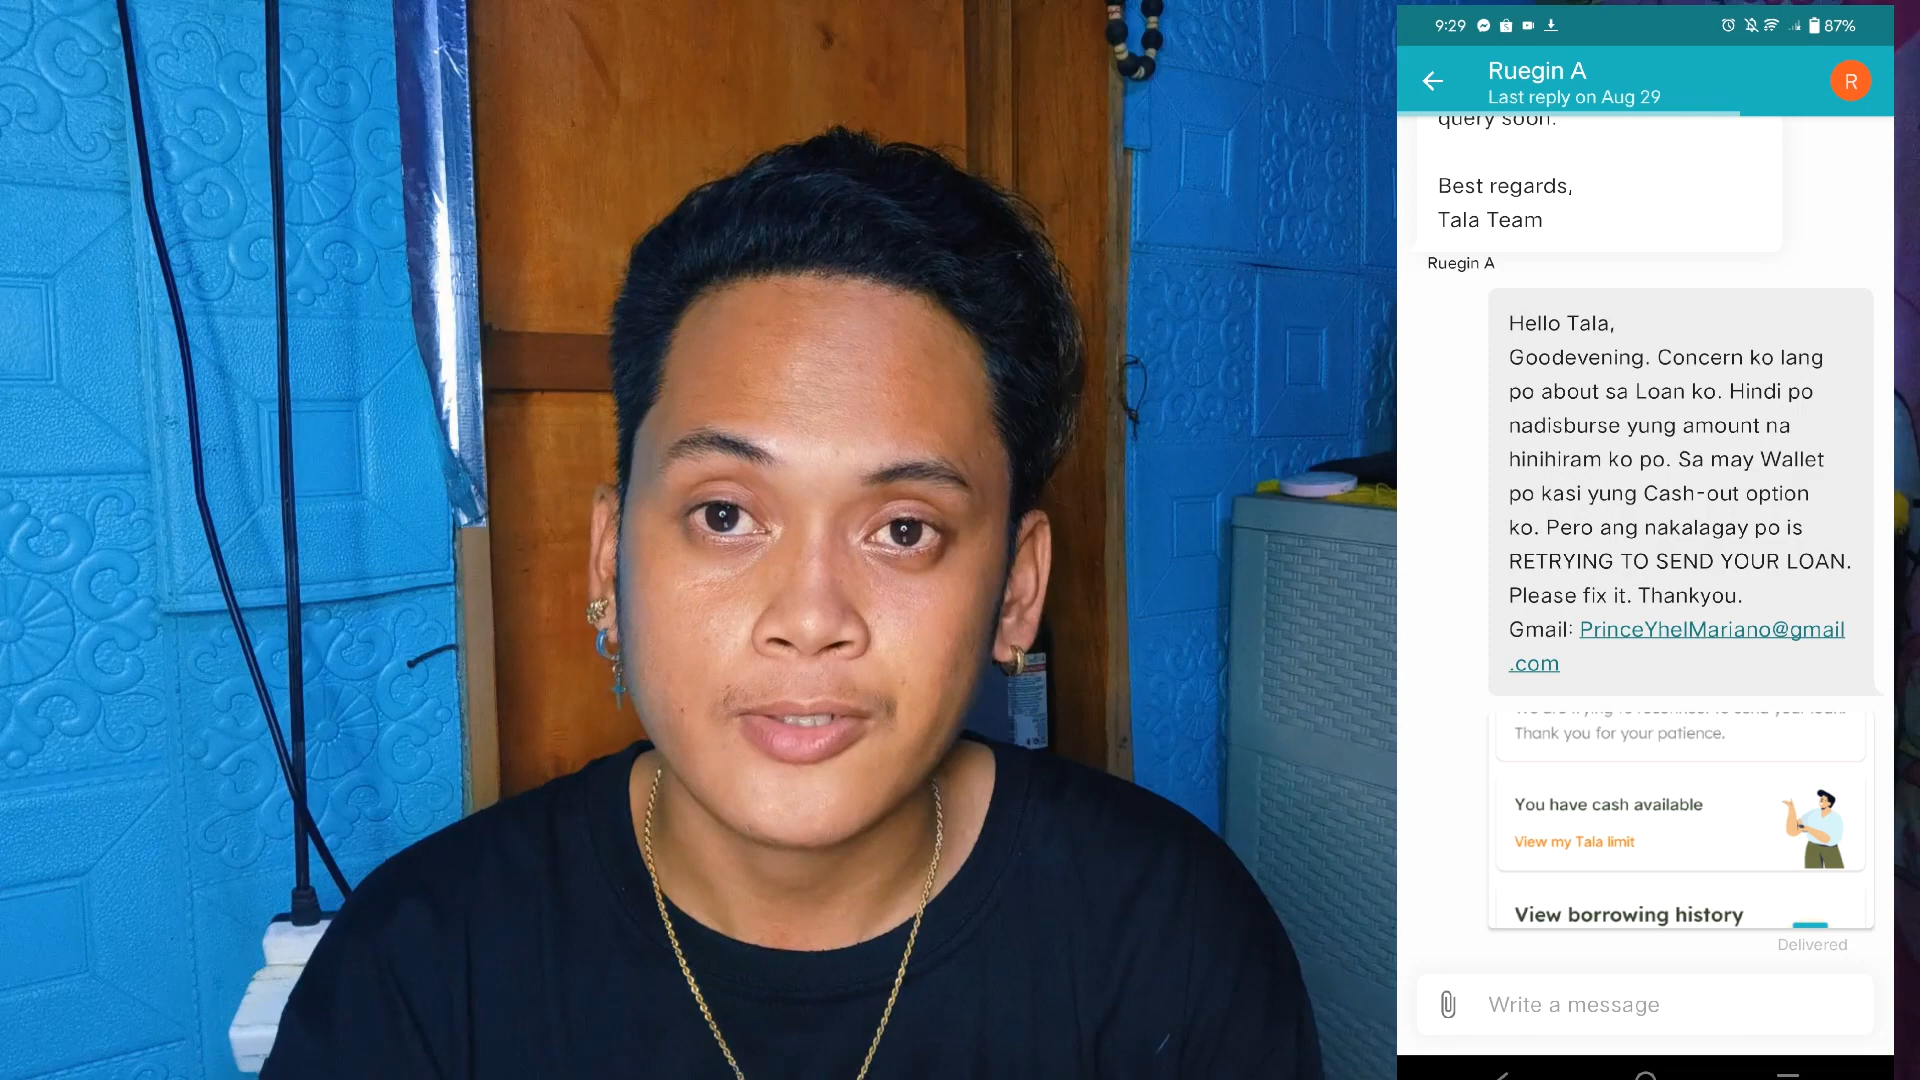 9:29
87%
Ruegin A
Last reply on Aug 29
R
query soon.
Best regards,
Tala Team
Ruegin A
Hello Tala,
Goodevening. Concern ko lang
po about sa Loan ko. Hindi po
nadisburse yung amount na
hinihiram ko po. Sa may Wallet
po kasi yung Cash-out option
ko. Pero ang nakalagay po is
RETRYING TO SEND YOUR LOAN.
Please fix it. Thankyou.
Gmail: PrinceYhelMariano@gmail
.com
Thank you for your patience.
You have cash available
View my Tala limit
View borrowing history
Delivered
Write a message